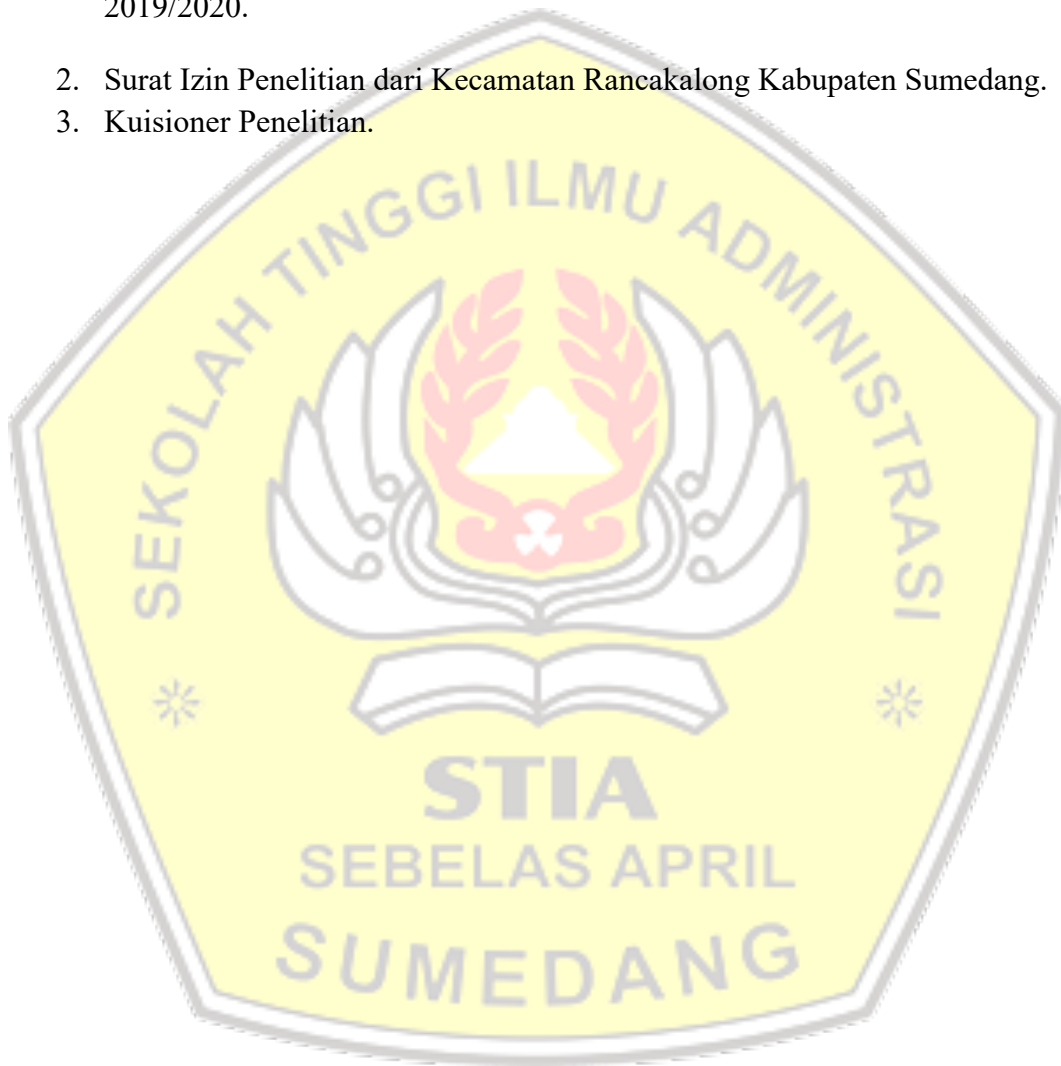 2019/2020.
2. Surat Izin Penelitian dari Kecamatan Rancakalong Kabupaten Sumedang.
3. Kuisioner Penelitian.
SEKOLAH TINGGI ILMU ADMINISTRASI
STIA
SEBELAS APRIL
SUMEDANG